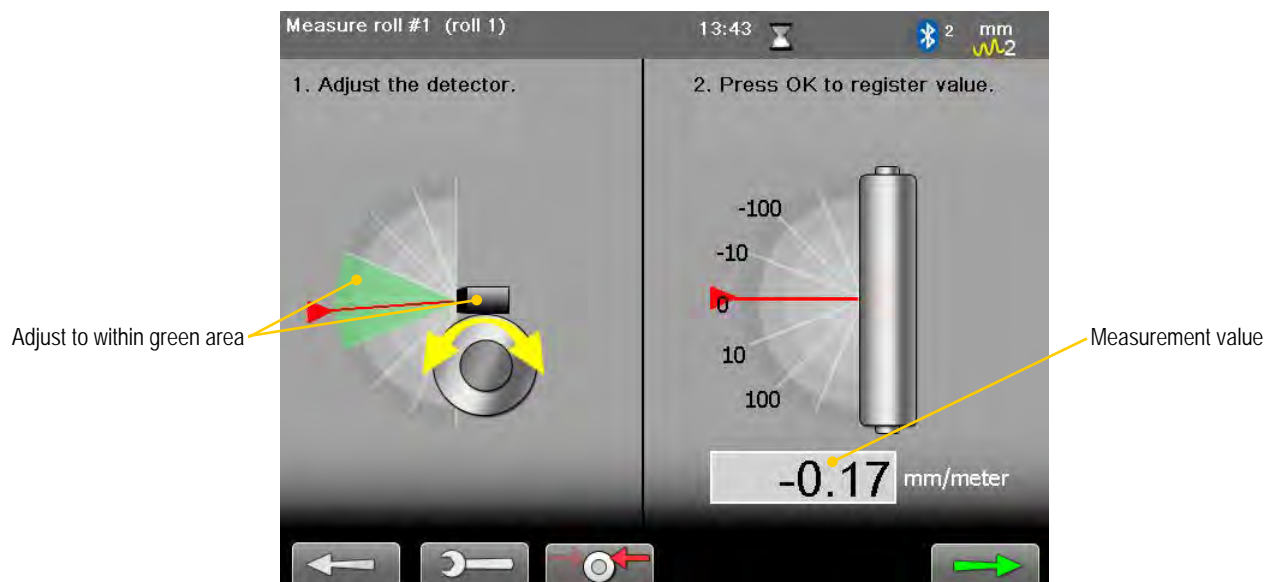 Measure roll #1 (roll 1)
13:43
2
mm
2
1. Adjust the detector.
2. Press OK to register value.
-100
-10
0
10
100
Adjust to within green area
Measurement value
-0.17 mm/meter